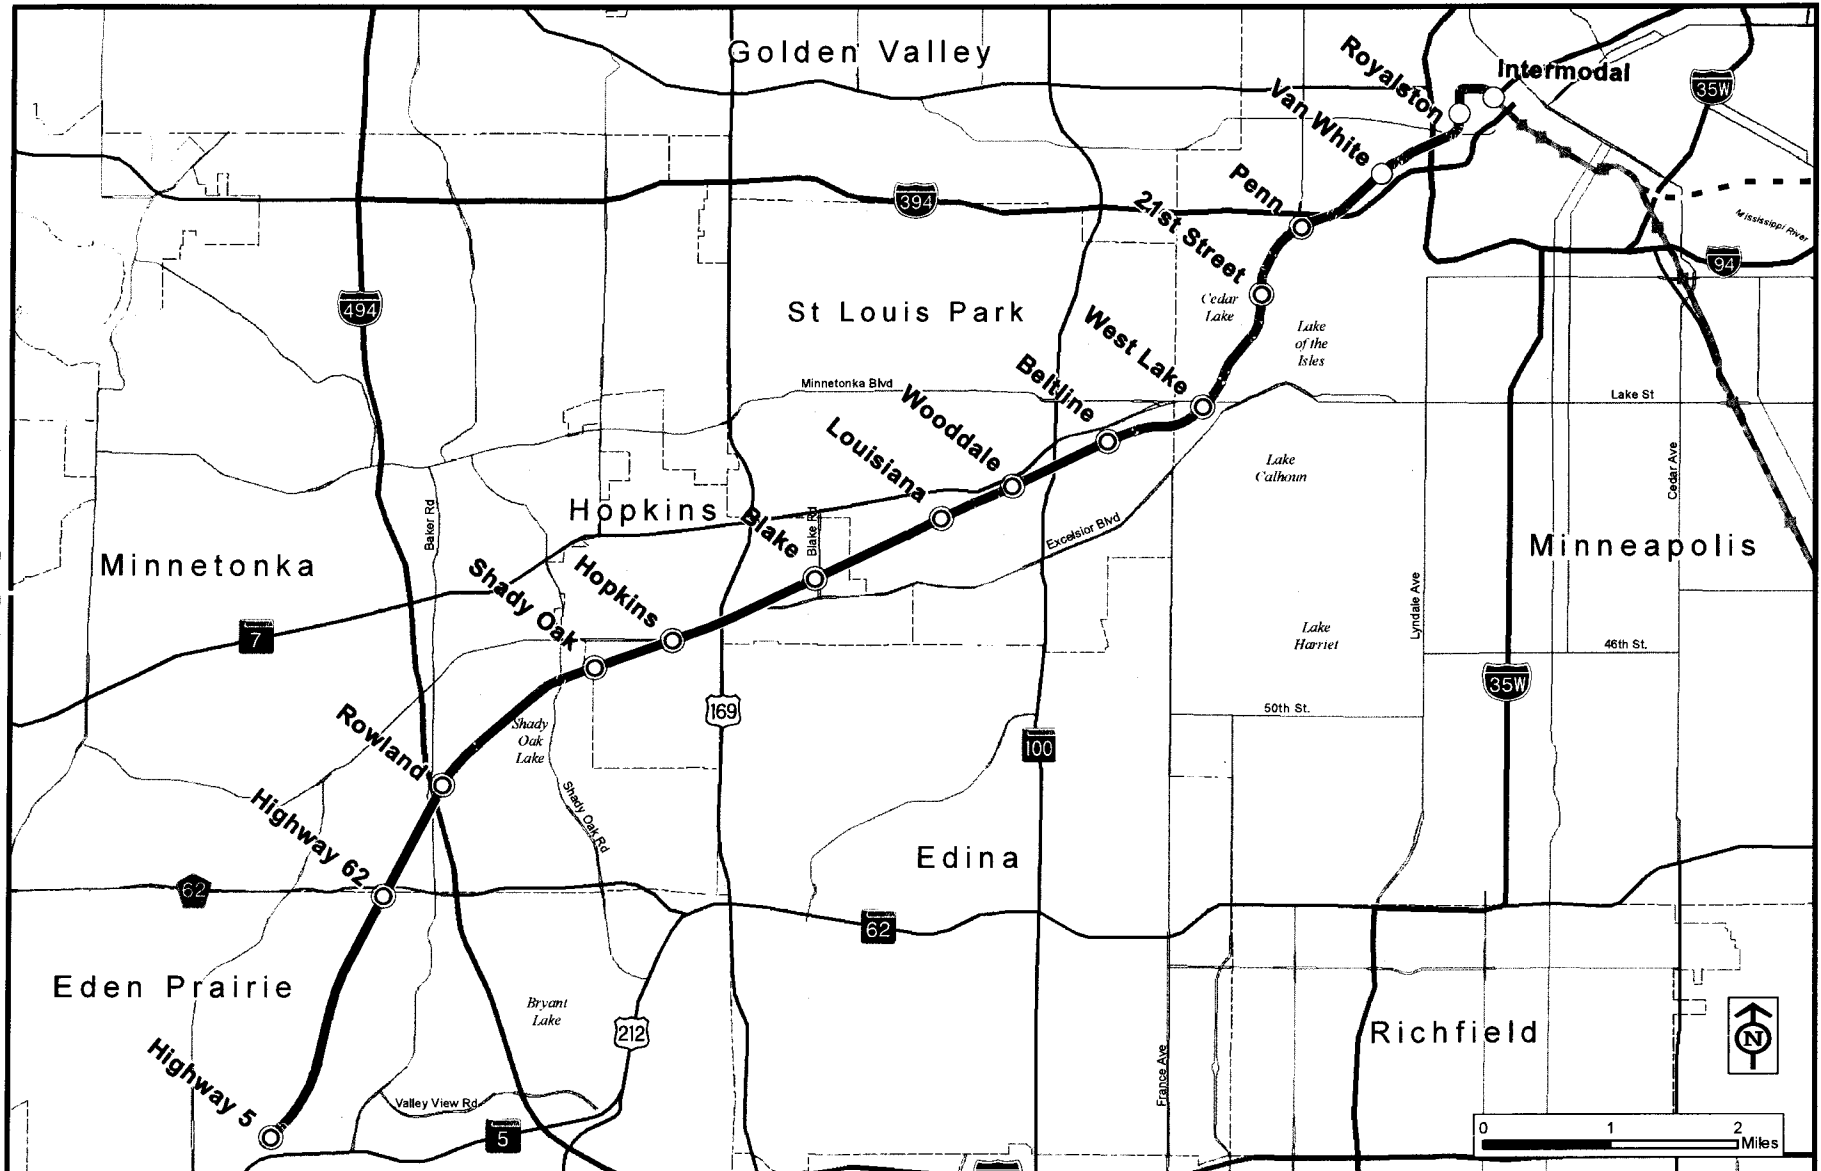 Golden Valley
Royalston
Intermodal
35W
Van White
Penn
394
21st Street
Mississippi River
94
494
Cedar
Lake
St Louis Park
West Lake
Lake
of the
Isles
Beltline
Minnetonka Blvd
Lake St
Wooddale
Louisiana
Lake
Calhoun
Cedar Ave
Hopkins
Baker Rd
Blake
Blake Rd
Excelsior Blvd
Minneapolis
Minnetonka
Shady Oak
Hopkins
Lyndale Ave
7
Lake
Harriet
46th St.
35W
Rowland
Shady
Oak
Lake
169
50th St.
100
Highway 62
Shady Oak Rd
Edina
62
62
Eden Prairie
Bryant
Lake
212
Richfield
N
Highway 5
France Ave
Valley View Rd
5
0 1 2
Miles